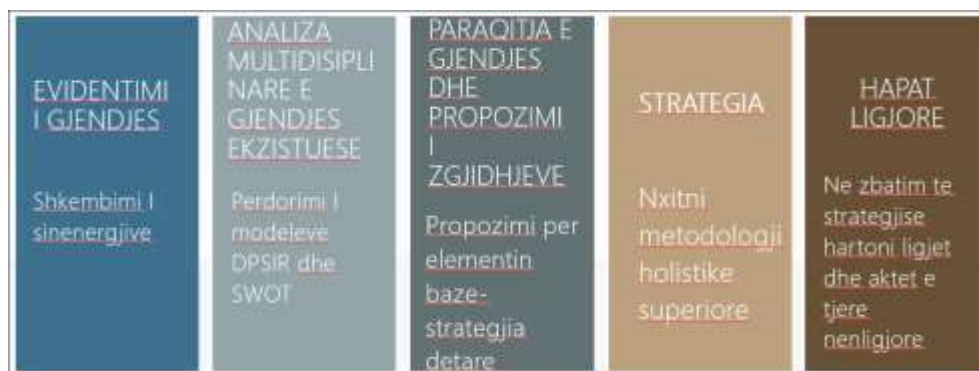 EVIDENTIMI
I GJENDJES
Shkembimi I
sinenergjive
ANALIZA
MULTIDISIPLI
NARE E
GJENDJES
EKZISTUESE
Perdorimi I
modeleve
DPSIR dhe
SWOT
PARAQITJA E
GJENDJES
DHE
PROPOZIMI
I
ZGJIDHJEVE
Propozimi per
elementin
baze-
strategjia
detare
STRATEGIA
Nxitni
metodologji
holistike
superiore
HAPAT
LIGJORE
Ne zbatim te
strategjise
hartoni ligjet
dhe aktet e
tjere
nenligjore